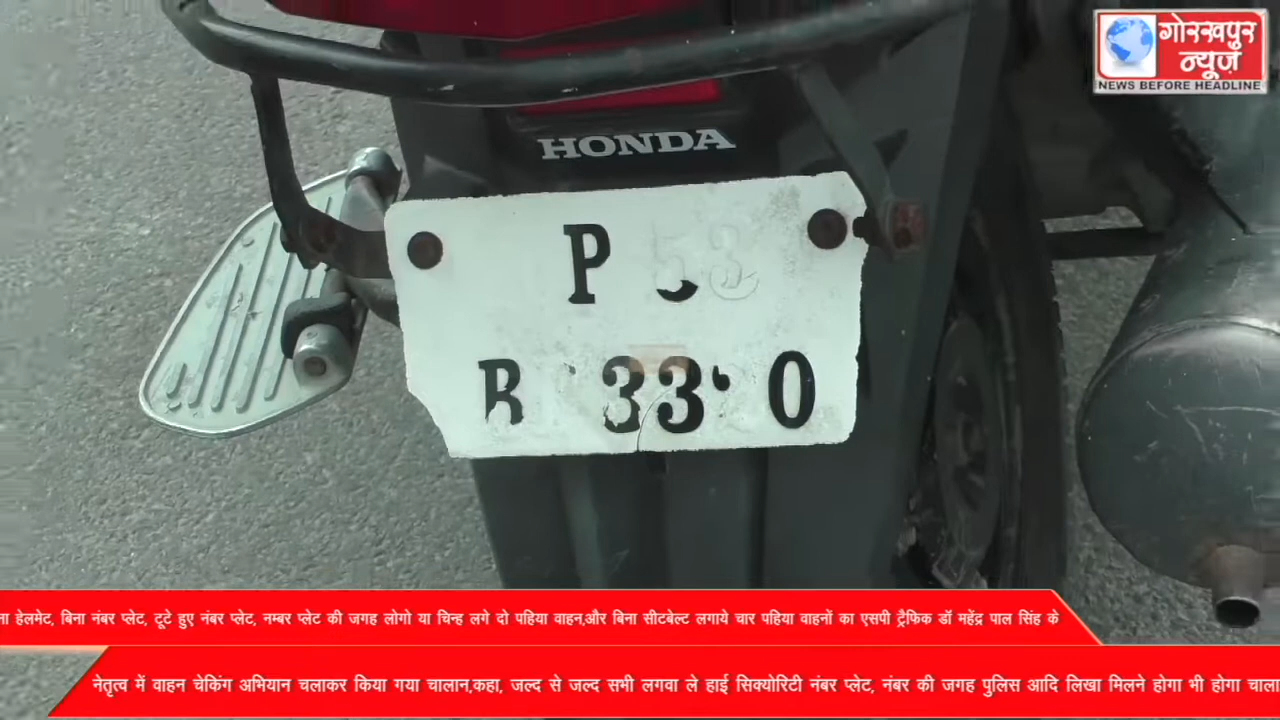 गोरखपुर
न्यूज़
NEWS BEFORE HEADLINE
HONDA
P 53
B 33 0
ना हेलमेट, बिना नंबर प्लेट, टूटे हुए नंबर प्लेट, नम्बर प्लेट की जगह लोगो या चिन्ह लगे दो पहिया वाहन,और बिना सीटबेल्ट लगाये चार पहिया वाहनों का एसपी ट्रैफिक डॉ महेंद्र पाल सिंह के
नेतृत्व में वाहन चेकिंग अभियान चलाकर किया गया चालान,कहा, जल्द से जल्द सभी लगवा ले हाई सिक्योरिटी नंबर प्लेट, नंबर की जगह पुलिस आदि लिखा मिलने होगा भी होगा चाला